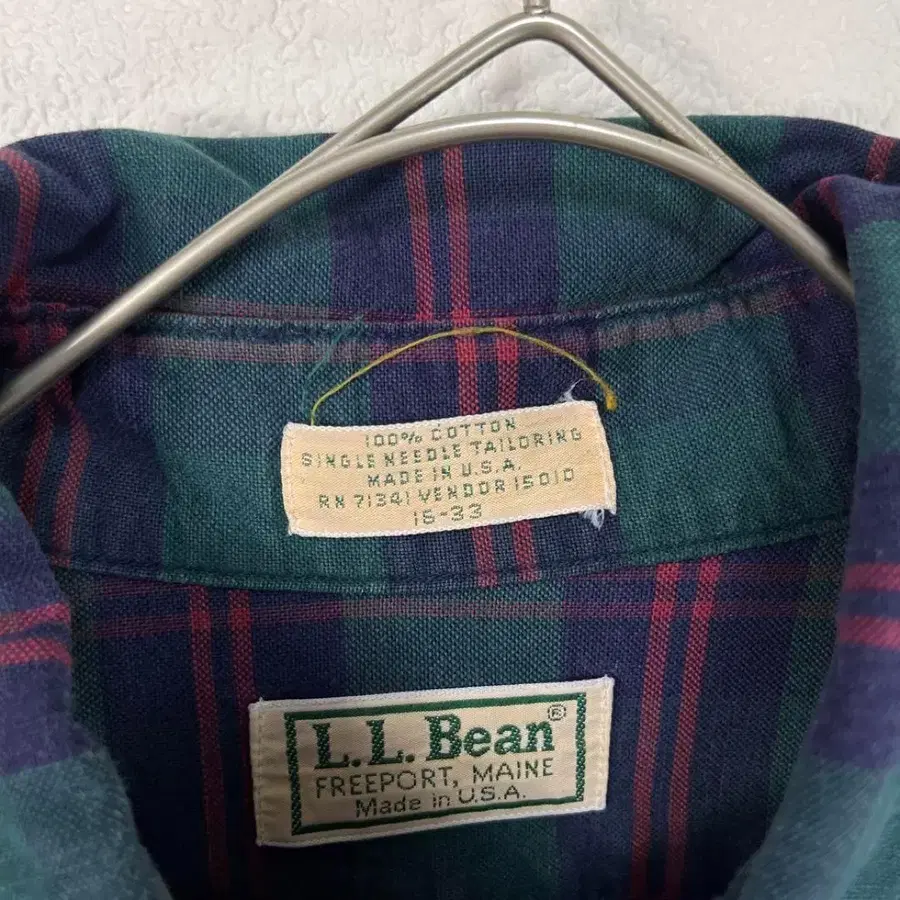 100% COTTON
SINGLE NEEDLE TAILORING
MADE IN U.S.A.
RN 71341 VENDOR 15010
15-33
L.L. Bean®
FREEPORT, MAINE
Made in U.S.A.